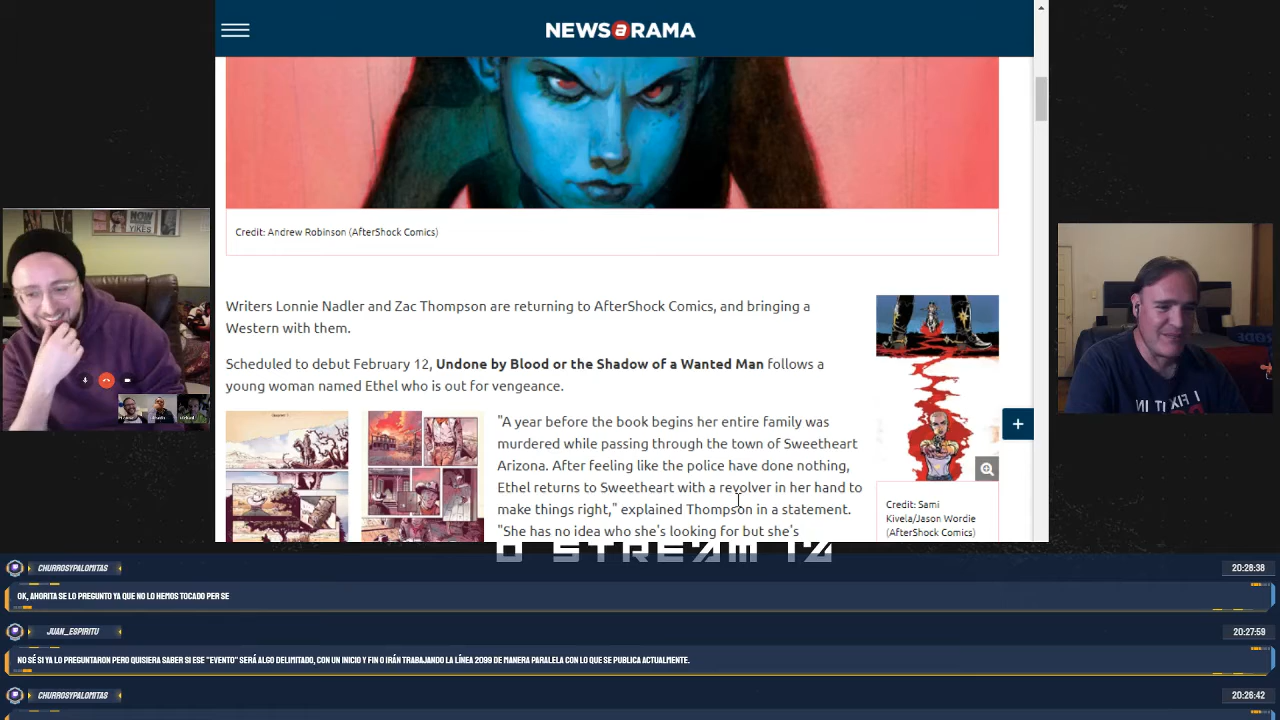 NEWSaRAMA
NOW
YIKES
Credit: Andrew Robinson (AfterShock Comics)
Writers Lonnie Nadler and Zac Thompson are returning to AfterShock Comics, and bringing a
Western with them.
Scheduled to debut February 12, Undone by Blood or the Shadow of a Wanted Man follows a
young woman named Ethel who is out for vengeance.
"A year before the book begins her entire family was
murdered while passing through the town of Sweetheart
Arizona. After feeling like the police have done nothing,
Ethel returns to Sweetheart with a revolver in her hand to
make things right," explained Thompson in a statement.
"She has no idea who she's looking for but she's
Credit: Sami
Kivela/Jason Wordie
(AfterShock Comics)
CHURROSYPALOMITAS
20:28:38
OK, AHORITA SE LO PREGUNTO YA QUE NO LO HEMOS TOCADO PER SE
JUAN_ESPIRITU
20:27:59
NO SÉ SI YA LO PREGUNTARON PERO QUISIERA SABER SI ESE "EVENTO" SERÁ ALGO DELIMITADO, CON UN INICIO Y FIN O IRÁN TRABAJANDO LA LÍNEA 2099 DE MANERA PARALELA CON LO QUE SE PUBLICA ACTUALMENTE.
CHURROSYPALOMITAS
20:26:42